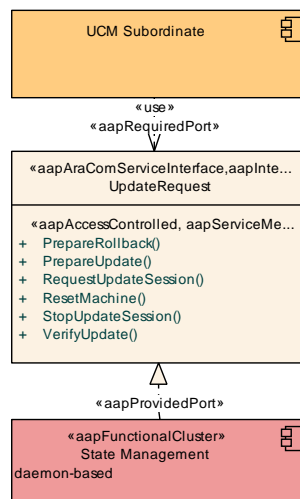 UCM Subordinate
«use»
«aapRequiredPort»
«aapAraComServiceInterface,aapInte...
UpdateRequest
«aapAccessControlled, aapServiceMe...
+ PrepareRollback()
+ PrepareUpdate()
+ RequestUpdateSession()
+ ResetMachine()
+ StopUpdateSession()
+ VerifyUpdate()
«aapProvidedPort»
«aapFunctionalCluster»
State Management
daemon-based